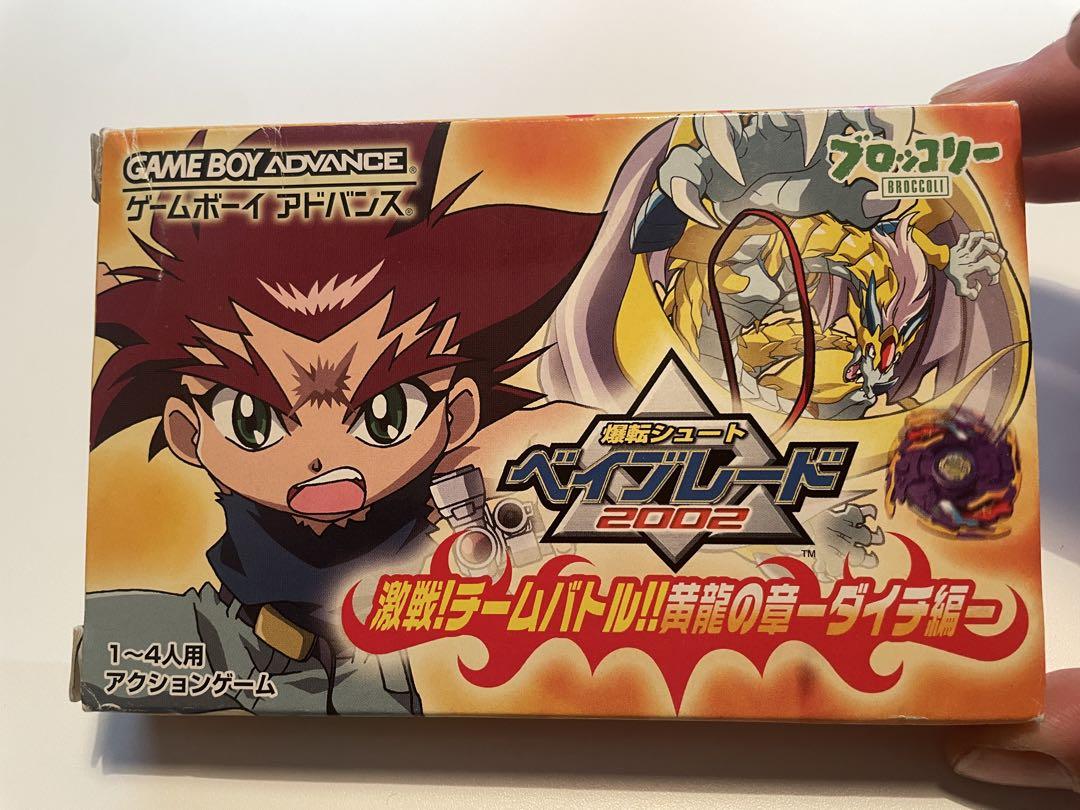 GAME BOY ADVANCE®
ゲームボーイ アドバンス®
ブロッコリー
BROCCOLI
爆転シュート
ベイブレード
2002
TM
激戦!チームバトル!!黄龍の章－ダイチ編－
1〜4人用
アクションゲーム